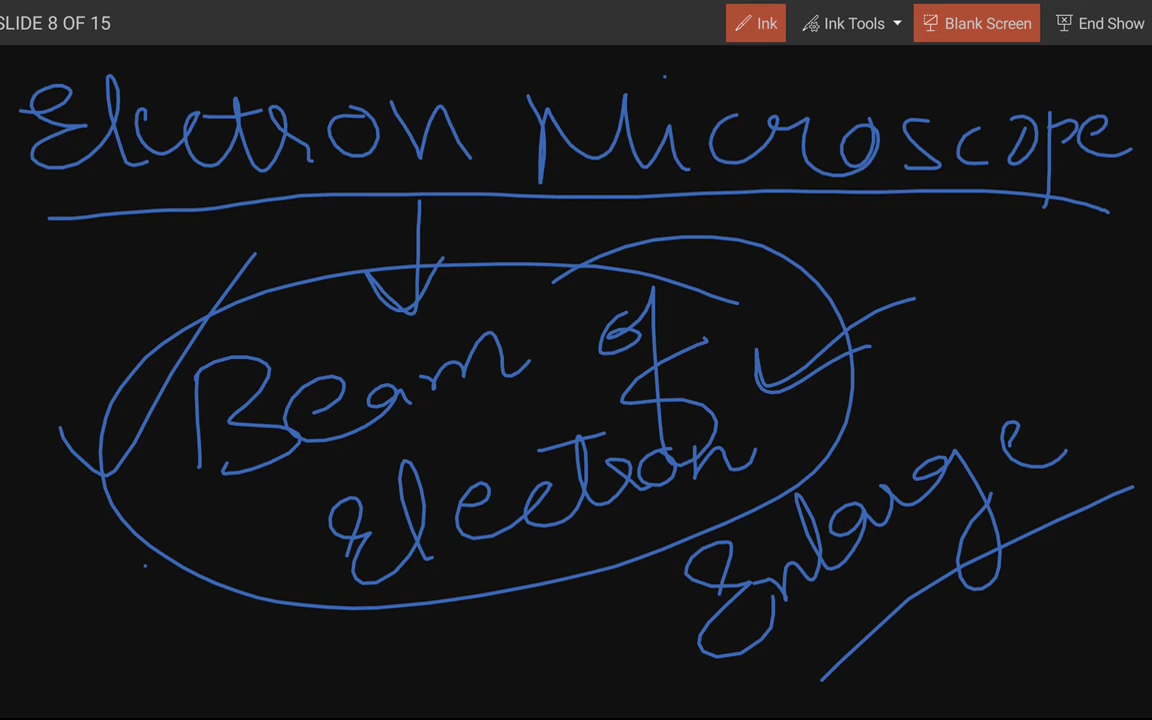 SLIDE 8 OF 15
Ink
Ink Tools
Blank Screen
End Show
Electron Microscope
Beam of
Electron
Enlarge